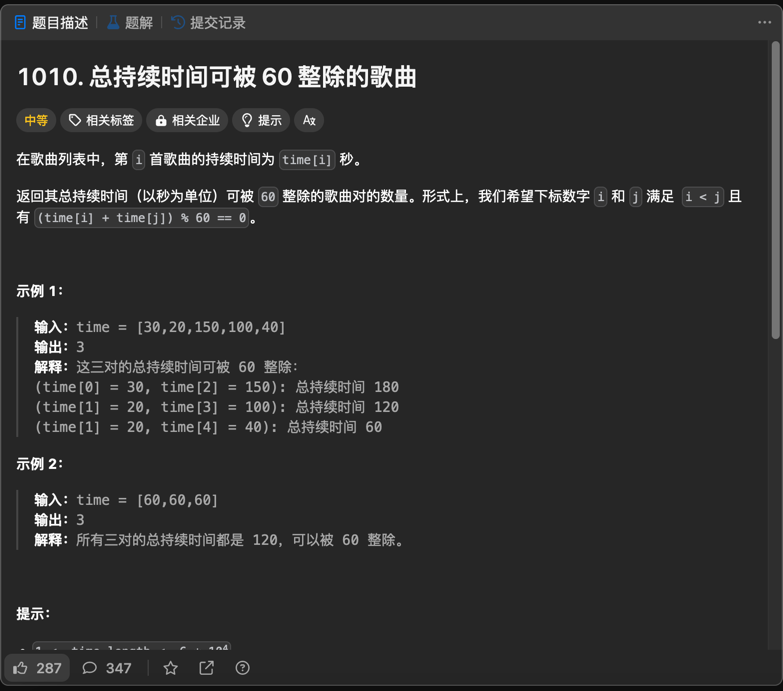 题目描述 题解 提交记录
1010. 总持续时间可被 60 整除的歌曲
中等 相关标签 相关企业 提示
在歌曲列表中，第 i 首歌曲的持续时间为 time[i] 秒。
返回其总持续时间（以秒为单位）可被 60 整除的歌曲对的数量。形式上，我们希望下标数字 i 和 j 满足 i < j 且
有 (time[i] + time[j]) % 60 == 0。
示例 1：
输入：time = [30,20,150,100,40]
输出：3
解释：这三对的总持续时间可被 60 整除：
(time[0] = 30, time[2] = 150): 总持续时间 180
(time[1] = 20, time[3] = 100): 总持续时间 120
(time[1] = 20, time[4] = 40): 总持续时间 60
示例 2：
输入：time = [60,60,60]
输出：3
解释：所有三对的总持续时间都是 120，可以被 60 整除。
提示：
287 347